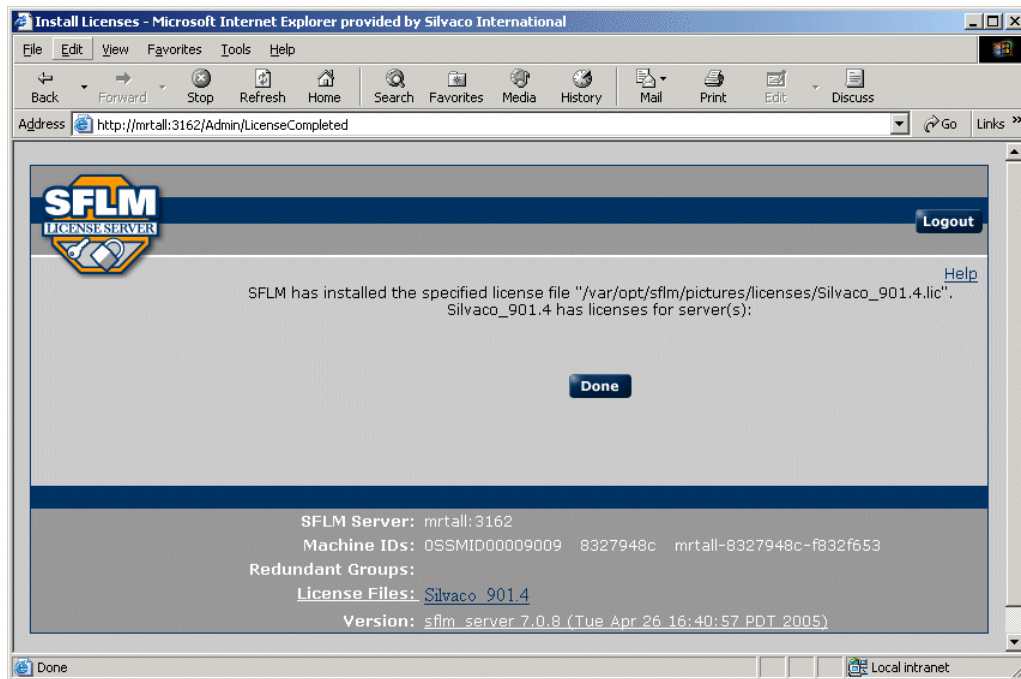 Install Licenses - Microsoft Internet Explorer provided by Silvaco International
File Edit View Favorites Tools Help
Back Forward Stop Refresh Home Search Favorites Media History Mail Print Edit Discuss
Address http://mrtall:3162/Admin/LicenseCompleted Go Links »
SFLM
LICENSE SERVER
Logout
Help
SFLM has installed the specified license file "/var/opt/sflm/pictures/licenses/Silvaco_901.4.lic".
Silvaco_901.4 has licenses for server(s):
Done
SFLM Server: mrtall:3162
Machine IDs: 0SSMID00009009 8327948c mrtall-8327948c-f832f653
Redundant Groups:
License Files: Silvaco_901.4
Version: sflm_server 7.0.8 (Tue Apr 26 16:40:57 PDT 2005)
Done Local intranet